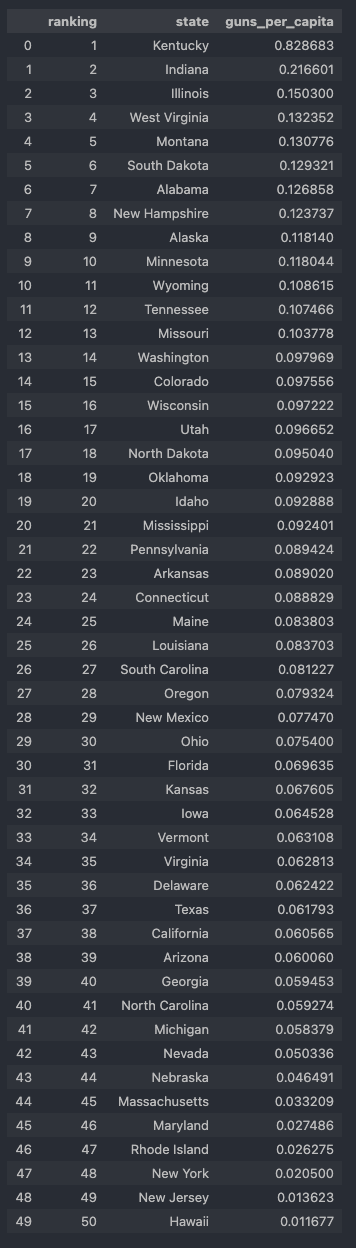 ranking state guns_per_capita
0 1 Kentucky 0.828683
1 2 Indiana 0.216601
2 3 Illinois 0.150300
3 4 West Virginia 0.132352
4 5 Montana 0.130776
5 6 South Dakota 0.129321
6 7 Alabama 0.126858
7 8 New Hampshire 0.123737
8 9 Alaska 0.118140
9 10 Minnesota 0.118044
10 11 Wyoming 0.108615
11 12 Tennessee 0.107466
12 13 Missouri 0.103778
13 14 Washington 0.097969
14 15 Colorado 0.097556
15 16 Wisconsin 0.097222
16 17 Utah 0.096652
17 18 North Dakota 0.095040
18 19 Oklahoma 0.092923
19 20 Idaho 0.092888
20 21 Mississippi 0.092401
21 22 Pennsylvania 0.089424
22 23 Arkansas 0.089020
23 24 Connecticut 0.088829
24 25 Maine 0.083803
25 26 Louisiana 0.083703
26 27 South Carolina 0.081227
27 28 Oregon 0.079324
28 29 New Mexico 0.077470
29 30 Ohio 0.075400
30 31 Florida 0.069635
31 32 Kansas 0.067605
32 33 Iowa 0.064528
33 34 Vermont 0.063108
34 35 Virginia 0.062813
35 36 Delaware 0.062422
36 37 Texas 0.061793
37 38 California 0.060565
38 39 Arizona 0.060060
39 40 Georgia 0.059453
40 41 North Carolina 0.059274
41 42 Michigan 0.058379
42 43 Nevada 0.050336
43 44 Nebraska 0.046491
44 45 Massachusetts 0.033209
45 46 Maryland 0.027486
46 47 Rhode Island 0.026275
47 48 New York 0.020500
48 49 New Jersey 0.013623
49 50 Hawaii 0.011677